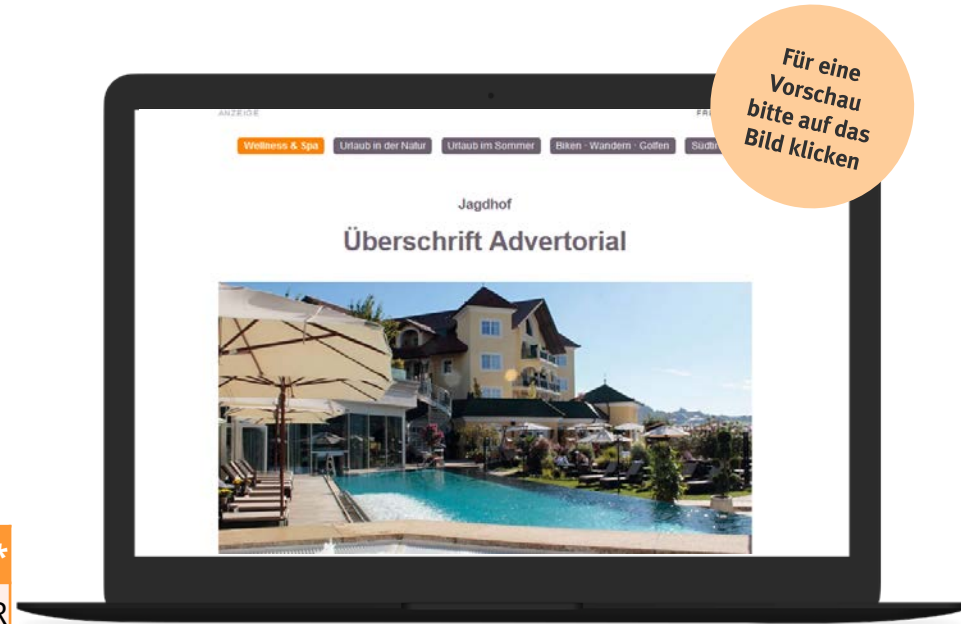 Für eine
Vorschau
bitte auf das
Bild klicken
ANZEIGE
Wellness & Spa Urlaub in der Natur Urlaub im Sommer Biken · Wandern · Golfen
Jagdhof
Überschrift Advertorial
*
R